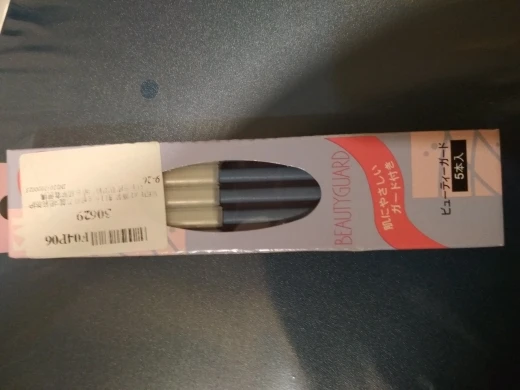 BEAUTYGUARD
肌にやさしい
ガード付き
ビューティーガード
5本入
30629
F04P06